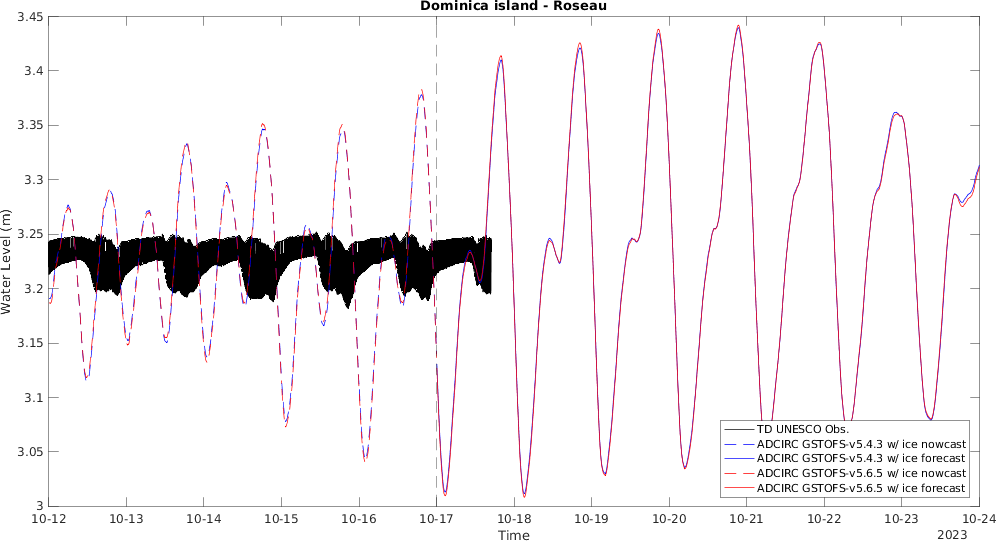 Dominica island - Roseau
Water Level (m)
3.45
3.4
3.35
3.3
3.25
3.2
3.15
3.1
3.05
3
TD UNESCO Obs.
ADCIRC GSTOFS-v5.4.3 w/ ice nowcast
ADCIRC GSTOFS-v5.4.3 w/ ice forecast
ADCIRC GSTOFS-v5.6.5 w/ ice nowcast
ADCIRC GSTOFS-v5.6.5 w/ ice forecast
10-12 10-13 10-14 10-15 10-16 10-17 10-18 10-19 10-20 10-21 10-22 10-23 10-24
Time
2023